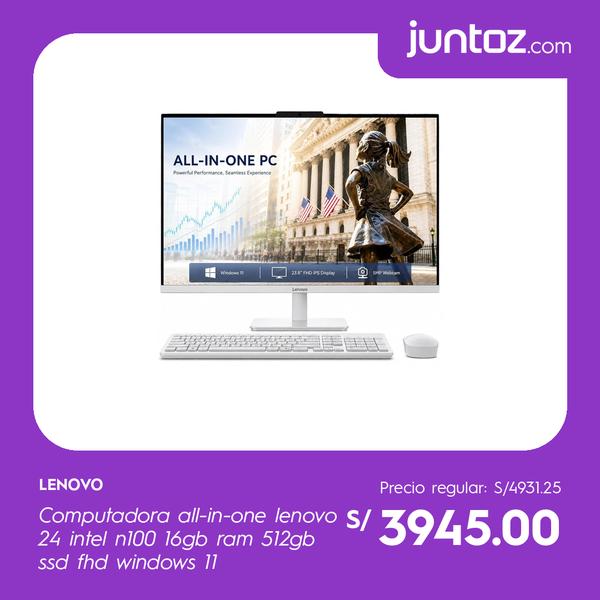 juntoz.com
ALL-IN-ONE PC
Powerful Performance, Seamless Experience
Windows 11
23.8" FHD IPS Display
5MP Webcam
Lenovo
LENOVO
Computadora all-in-one lenovo
24 intel n100 16gb ram 512gb
ssd fhd windows 11
Precio regular: S/4931.25
S/ 3945.00